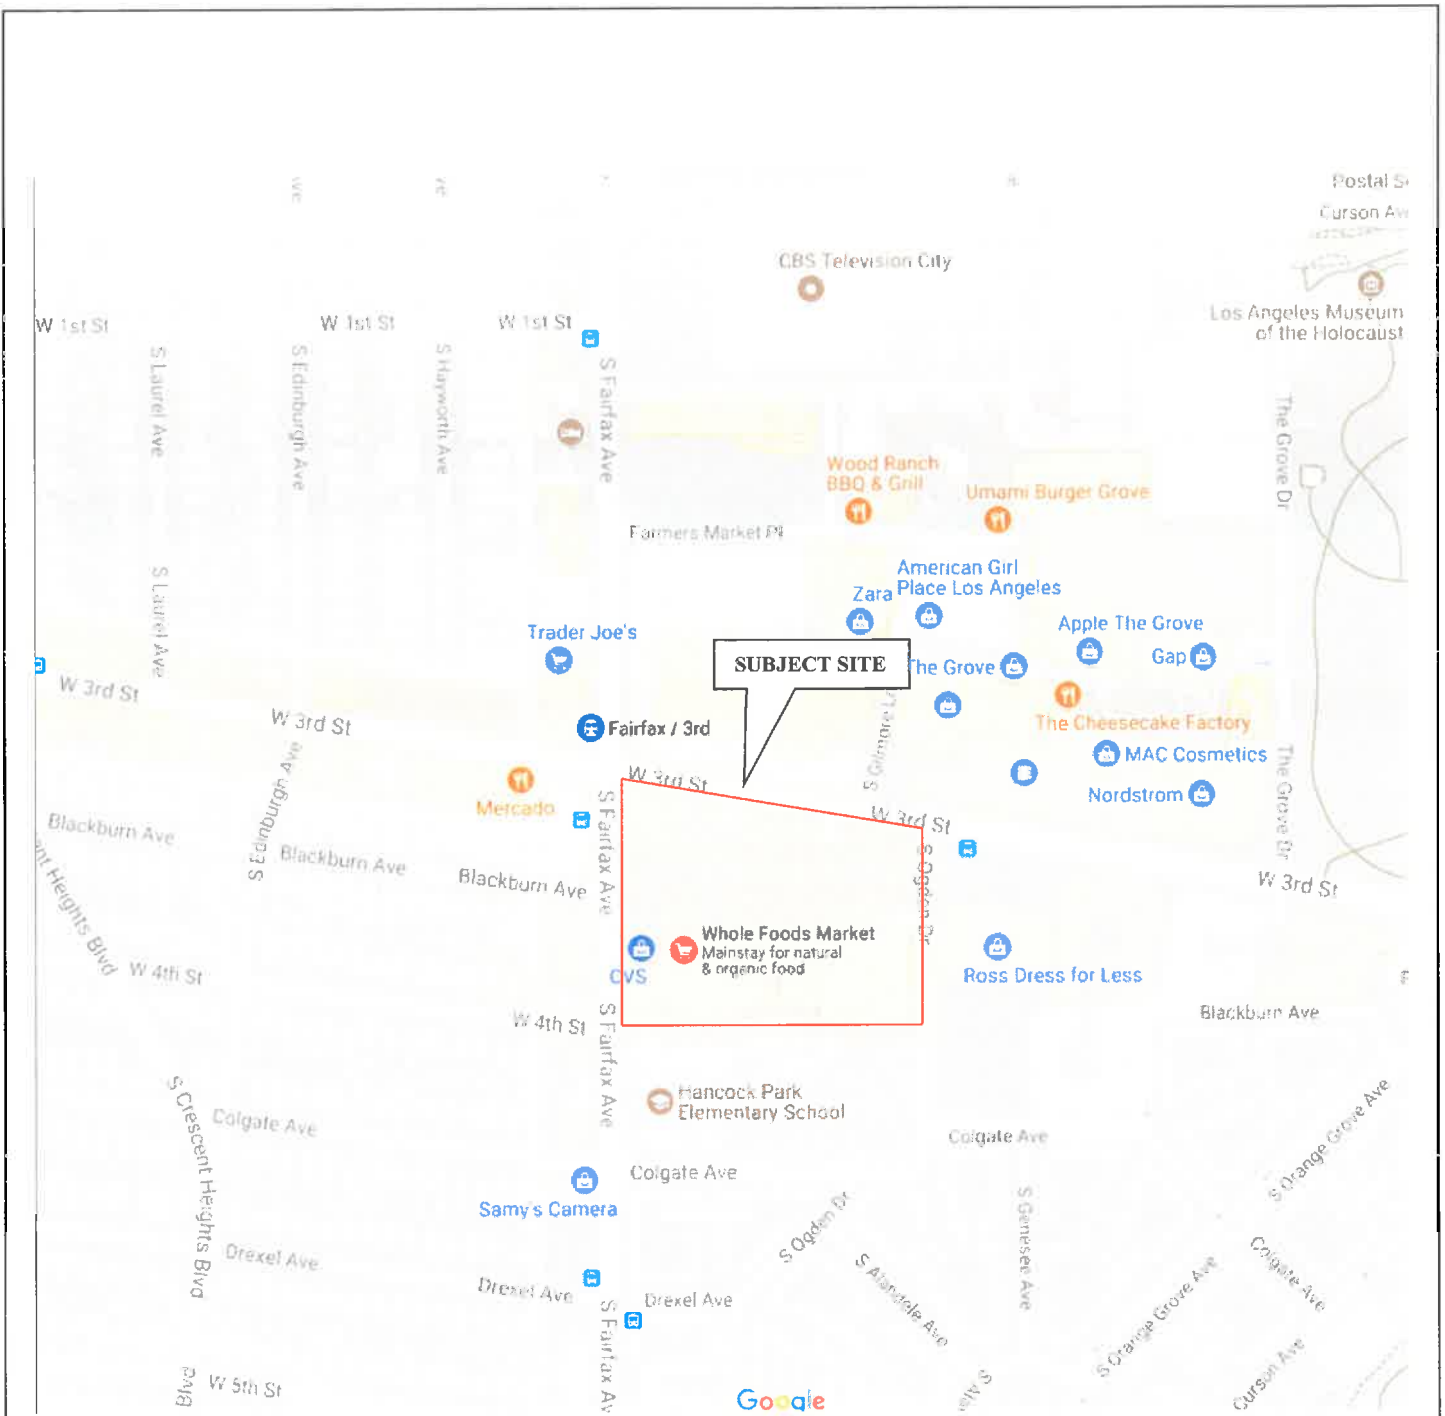 Postal S
Curson Av
CBS Television City
Los Angeles Museum
of the Holocaust
W 1st St
W 1st St
W 1st St
S Laurel Ave
S Edinburgh Ave
S Hayworth Ave
S Fairfax Ave
The Grove Dr
Wood Ranch
BBQ & Grill
Umami Burger Grove
Farmers Market Pl
American Girl
Place Los Angeles
Zara
S Laurel Ave
Trader Joe's
Apple The Grove
Gap
SUBJECT SITE
The Grove
W 3rd St
W 3rd St
Fairfax / 3rd
S Gilmore Ln
The Cheesecake Factory
MAC Cosmetics
Nordstrom
The Grove Dr
W 3rd St
Mercado
W 3rd St
S Edinburgh Ave
S Fairfax Ave
S Ogden Dr
Blackburn Ave
Blackburn Ave
Blackburn Ave
W 3rd St
ent Heights Blvd
Whole Foods Market
Mainstay for natural
& organic food
CVS
Ross Dress for Less
W 4th St
W 4th St
S Fairfax Ave
Blackburn Ave
Hancock Park
Elementary School
S Crescent Heights Blvd
Colgate Ave
Colgate Ave
Colgate Ave
S Orange Grove Ave
Samy's Camera
S Ogden Dr
S Genesee Ave
Drexel Ave
Drexel Ave
Drexel Ave
S Alandele Ave
S Orange Grove Ave
Colgate Ave
S Fairfax Av
Curson Ave
Blvd
W 5th St
Google